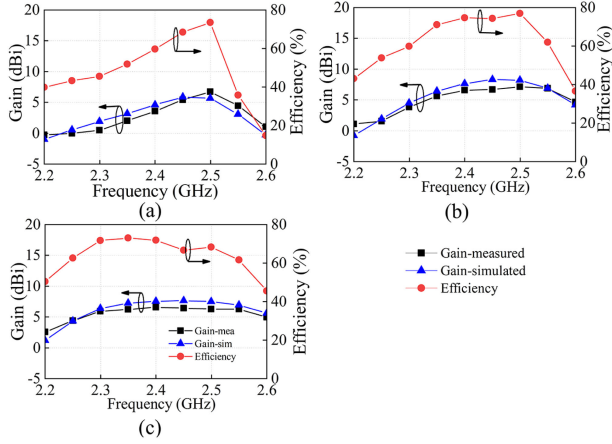 20
15
10
5
0
-5
Gain (dBi)
80
60
40
20
0
Efficiency (%)
2.2 2.3 2.4 2.5 2.6
Frequency (GHz)
(a)
20
15
10
5
0
-5
Gain (dBi)
80
60
40
20
0
Efficiency (%)
2.2 2.3 2.4 2.5 2.6
Frequency (GHz)
(b)
20
15
10
5
0
-5
Gain (dBi)
80
60
40
20
0
Efficiency (%)
Gain-mea
Gain-sim
Efficiency
2.2 2.3 2.4 2.5 2.6
Frequency (GHz)
(c)
Gain-measured
Gain-simulated
Efficiency